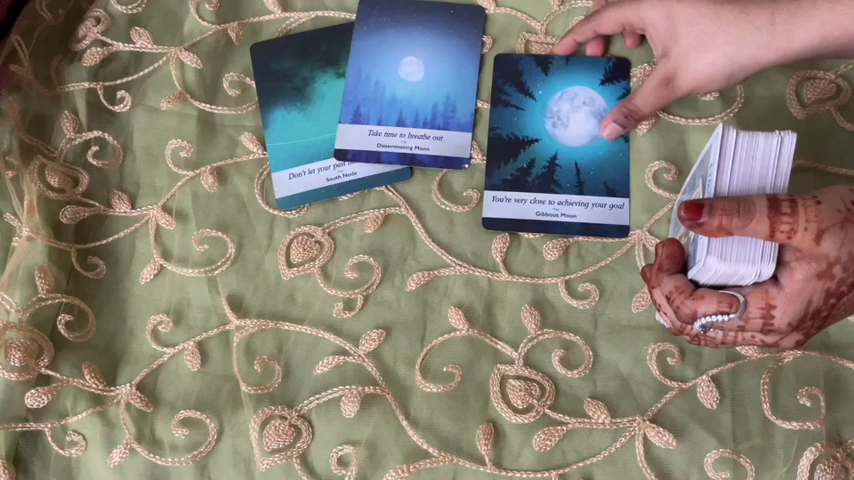 Don't let your past
South Node
Take time to breathe out
Disseminating Moon
You're very close to achieving your goal
Gibbous Moon